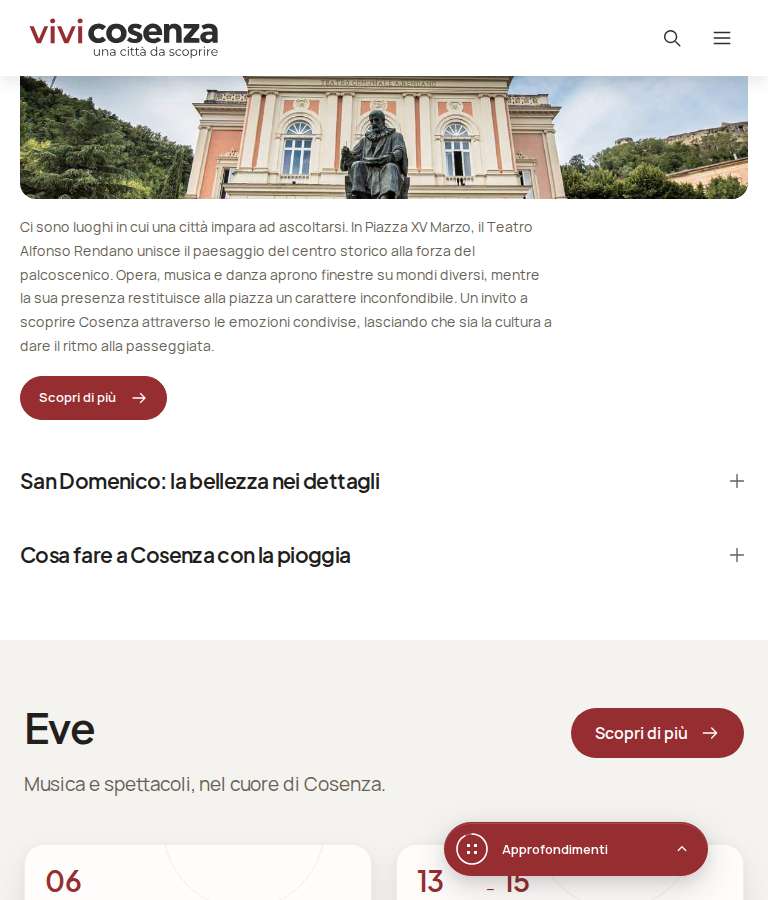 vivi cosenza
una città da scoprire
TEATRO COMUNALE A. RENDANO
Ci sono luoghi in cui una città impara ad ascoltarsi. In Piazza XV Marzo, il Teatro
Alfonso Rendano unisce il paesaggio del centro storico alla forza del
palcoscenico. Opera, musica e danza aprono finestre su mondi diversi, mentre
la sua presenza restituisce alla piazza un carattere inconfondibile. Un invito a
scoprire Cosenza attraverso le emozioni condivise, lasciando che sia la cultura a
dare il ritmo alla passeggiata.
Scopri di più
San Domenico: la bellezza nei dettagli
Cosa fare a Cosenza con la pioggia
Eve
Scopri di più
Musica e spettacoli, nel cuore di Cosenza.
Approfondimenti
06
13 – 15